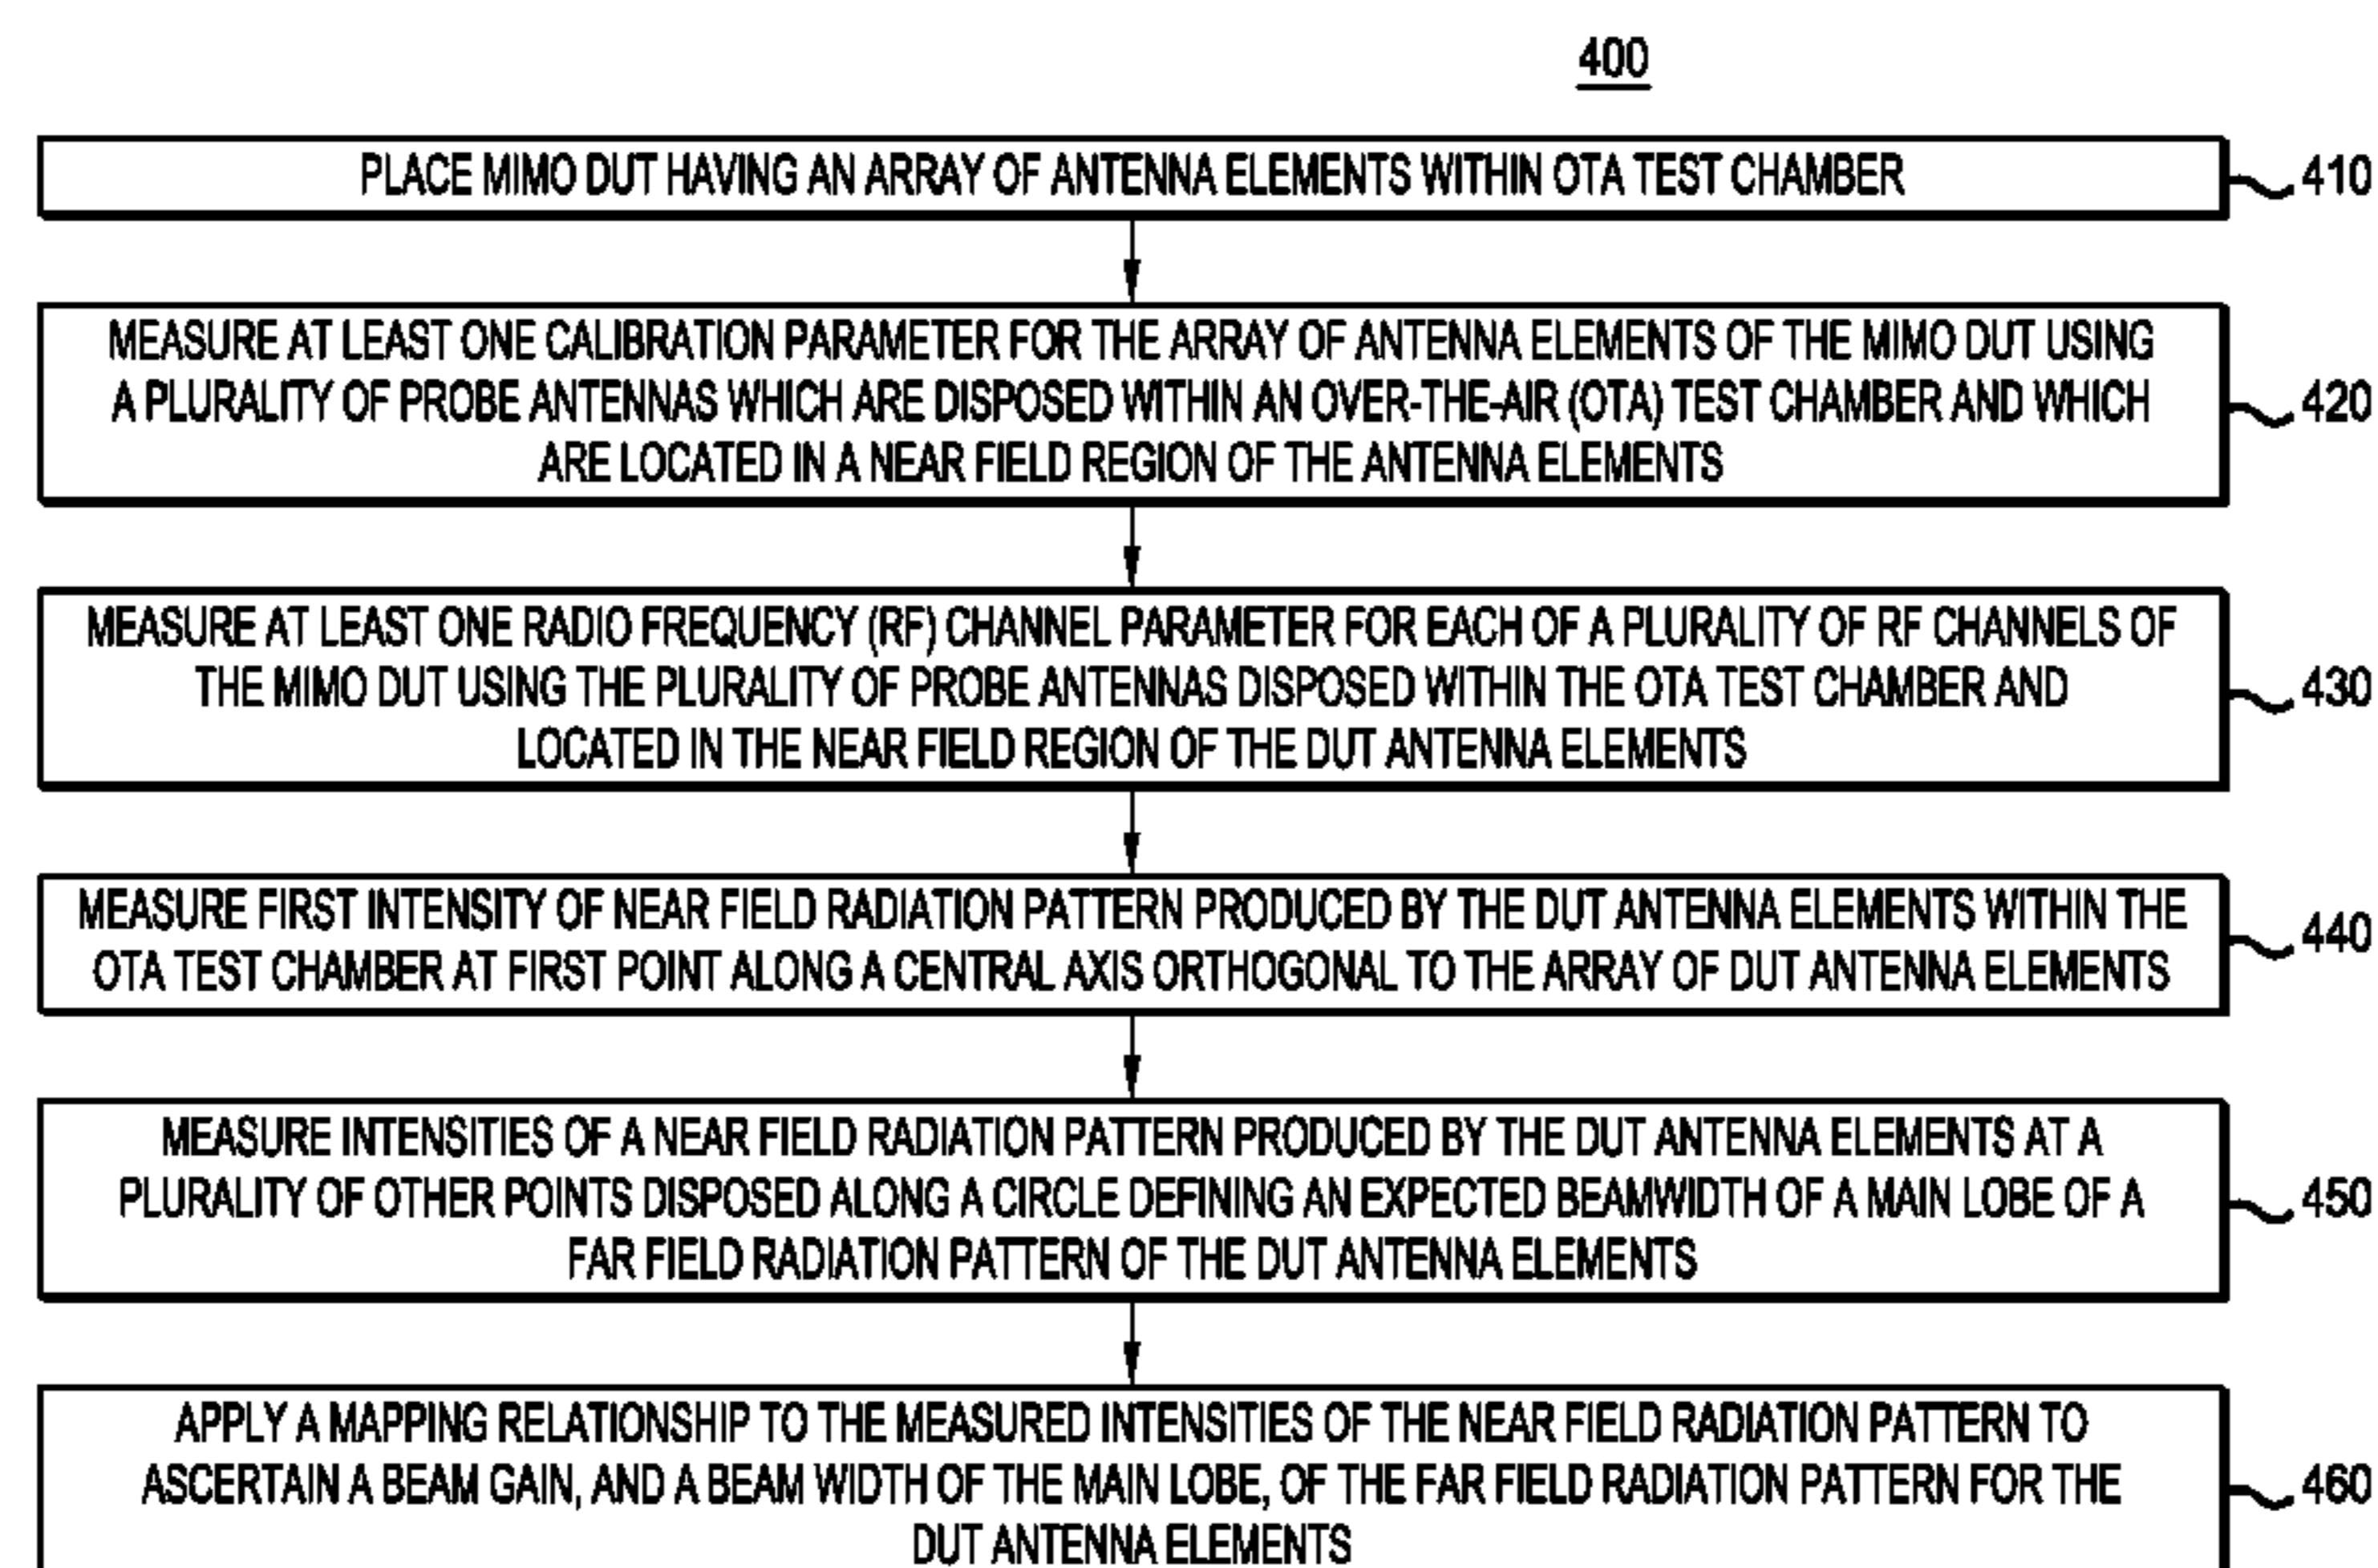 400
PLACE MIMO DUT HAVING AN ARRAY OF ANTENNA ELEMENTS WITHIN OTA TEST CHAMBER
410
MEASURE AT LEAST ONE CALIBRATION PARAMETER FOR THE ARRAY OF ANTENNA ELEMENTS OF THE MIMO DUT USING
A PLURALITY OF PROBE ANTENNAS WHICH ARE DISPOSED WITHIN AN OVER-THE-AIR (OTA) TEST CHAMBER AND WHICH
ARE LOCATED IN A NEAR FIELD REGION OF THE ANTENNA ELEMENTS
420
MEASURE AT LEAST ONE RADIO FREQUENCY (RF) CHANNEL PARAMETER FOR EACH OF A PLURALITY OF RF CHANNELS OF
THE MIMO DUT USING THE PLURALITY OF PROBE ANTENNAS DISPOSED WITHIN THE OTA TEST CHAMBER AND
LOCATED IN THE NEAR FIELD REGION OF THE DUT ANTENNA ELEMENTS
430
MEASURE FIRST INTENSITY OF NEAR FIELD RADIATION PATTERN PRODUCED BY THE DUT ANTENNA ELEMENTS WITHIN THE
OTA TEST CHAMBER AT FIRST POINT ALONG A CENTRAL AXIS ORTHOGONAL TO THE ARRAY OF DUT ANTENNA ELEMENTS
440
MEASURE INTENSITIES OF A NEAR FIELD RADIATION PATTERN PRODUCED BY THE DUT ANTENNA ELEMENTS AT A
PLURALITY OF OTHER POINTS DISPOSED ALONG A CIRCLE DEFINING AN EXPECTED BEAMWIDTH OF A MAIN LOBE OF A
FAR FIELD RADIATION PATTERN OF THE DUT ANTENNA ELEMENTS
450
APPLY A MAPPING RELATIONSHIP TO THE MEASURED INTENSITIES OF THE NEAR FIELD RADIATION PATTERN TO
ASCERTAIN A BEAM GAIN, AND A BEAM WIDTH OF THE MAIN LOBE, OF THE FAR FIELD RADIATION PATTERN FOR THE
DUT ANTENNA ELEMENTS
460